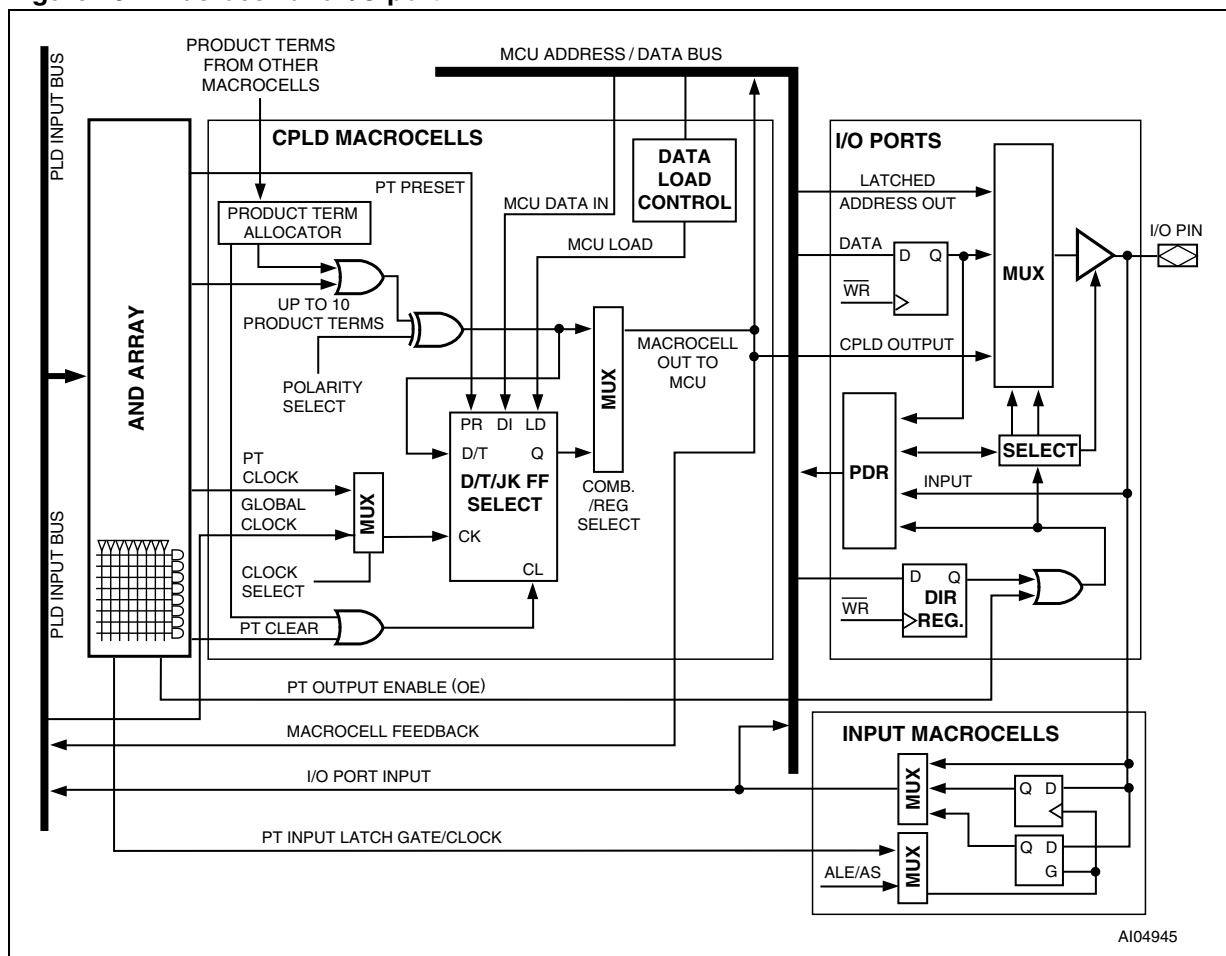 PRODUCT TERMS
FROM OTHER
MACROCELLS
MCU ADDRESS / DATA BUS
PLD INPUT BUS
CPLD MACROCELLS
I/O PORTS
DATA
LOAD
CONTROL
PT PRESET
MCU DATA IN
LATCHED
ADDRESS OUT
PRODUCT TERM
ALLOCATOR
MCU LOAD
DATA
D Q
WR
MUX
I/O PIN
AND ARRAY
UP TO 10
PRODUCT TERMS
POLARITY
SELECT
MUX
MACROCELL
OUT TO
MCU
CPLD OUTPUT
PR DI LD
D/T Q
D/T/JK FF
SELECT
CK
CL
COMB.
/REG
SELECT
PT
CLOCK
GLOBAL
CLOCK
MUX
CLOCK
SELECT
PT CLEAR
PDR
SELECT
INPUT
D Q
DIR
REG.
WR
PLD INPUT BUS
PT OUTPUT ENABLE (OE)
MACROCELL FEEDBACK
INPUT MACROCELLS
I/O PORT INPUT
MUX
Q D
PT INPUT LATCH GATE/CLOCK
MUX
Q D
G
ALE/AS
AI04945